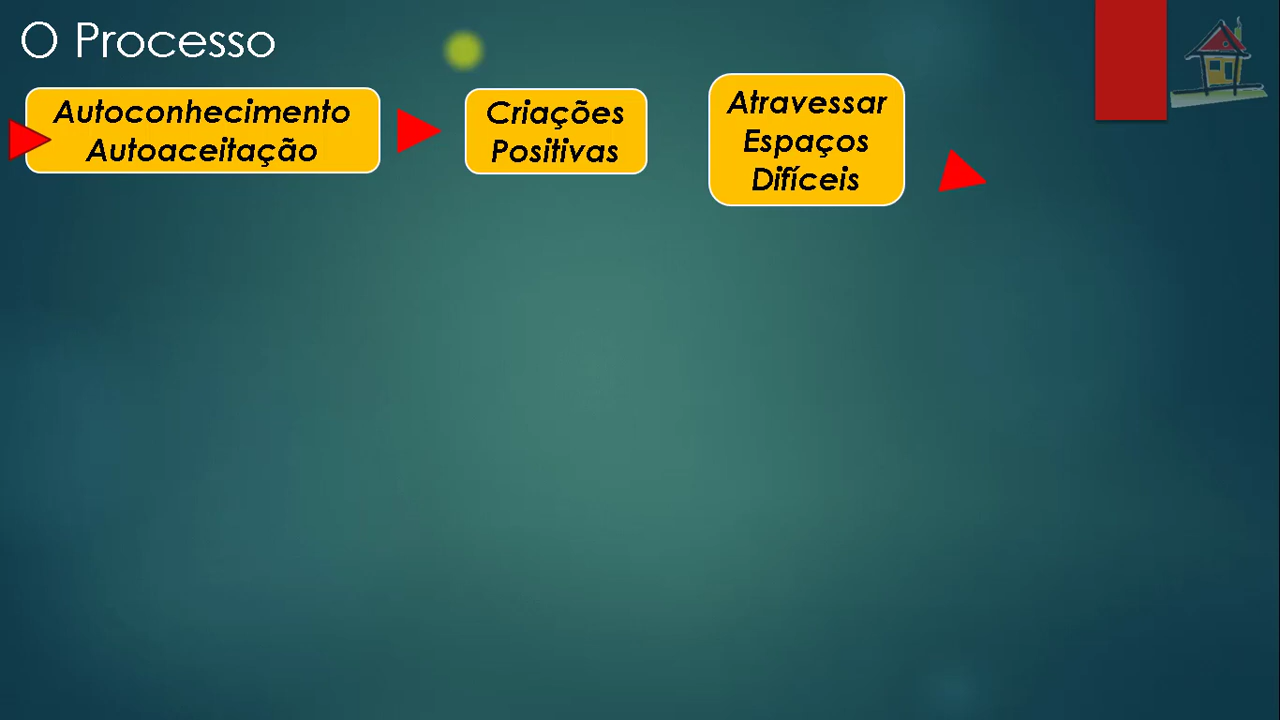 O Processo
Autoconhecimento
Autoaceitação
Criações
Positivas
Atravessar
Espaços
Difíceis